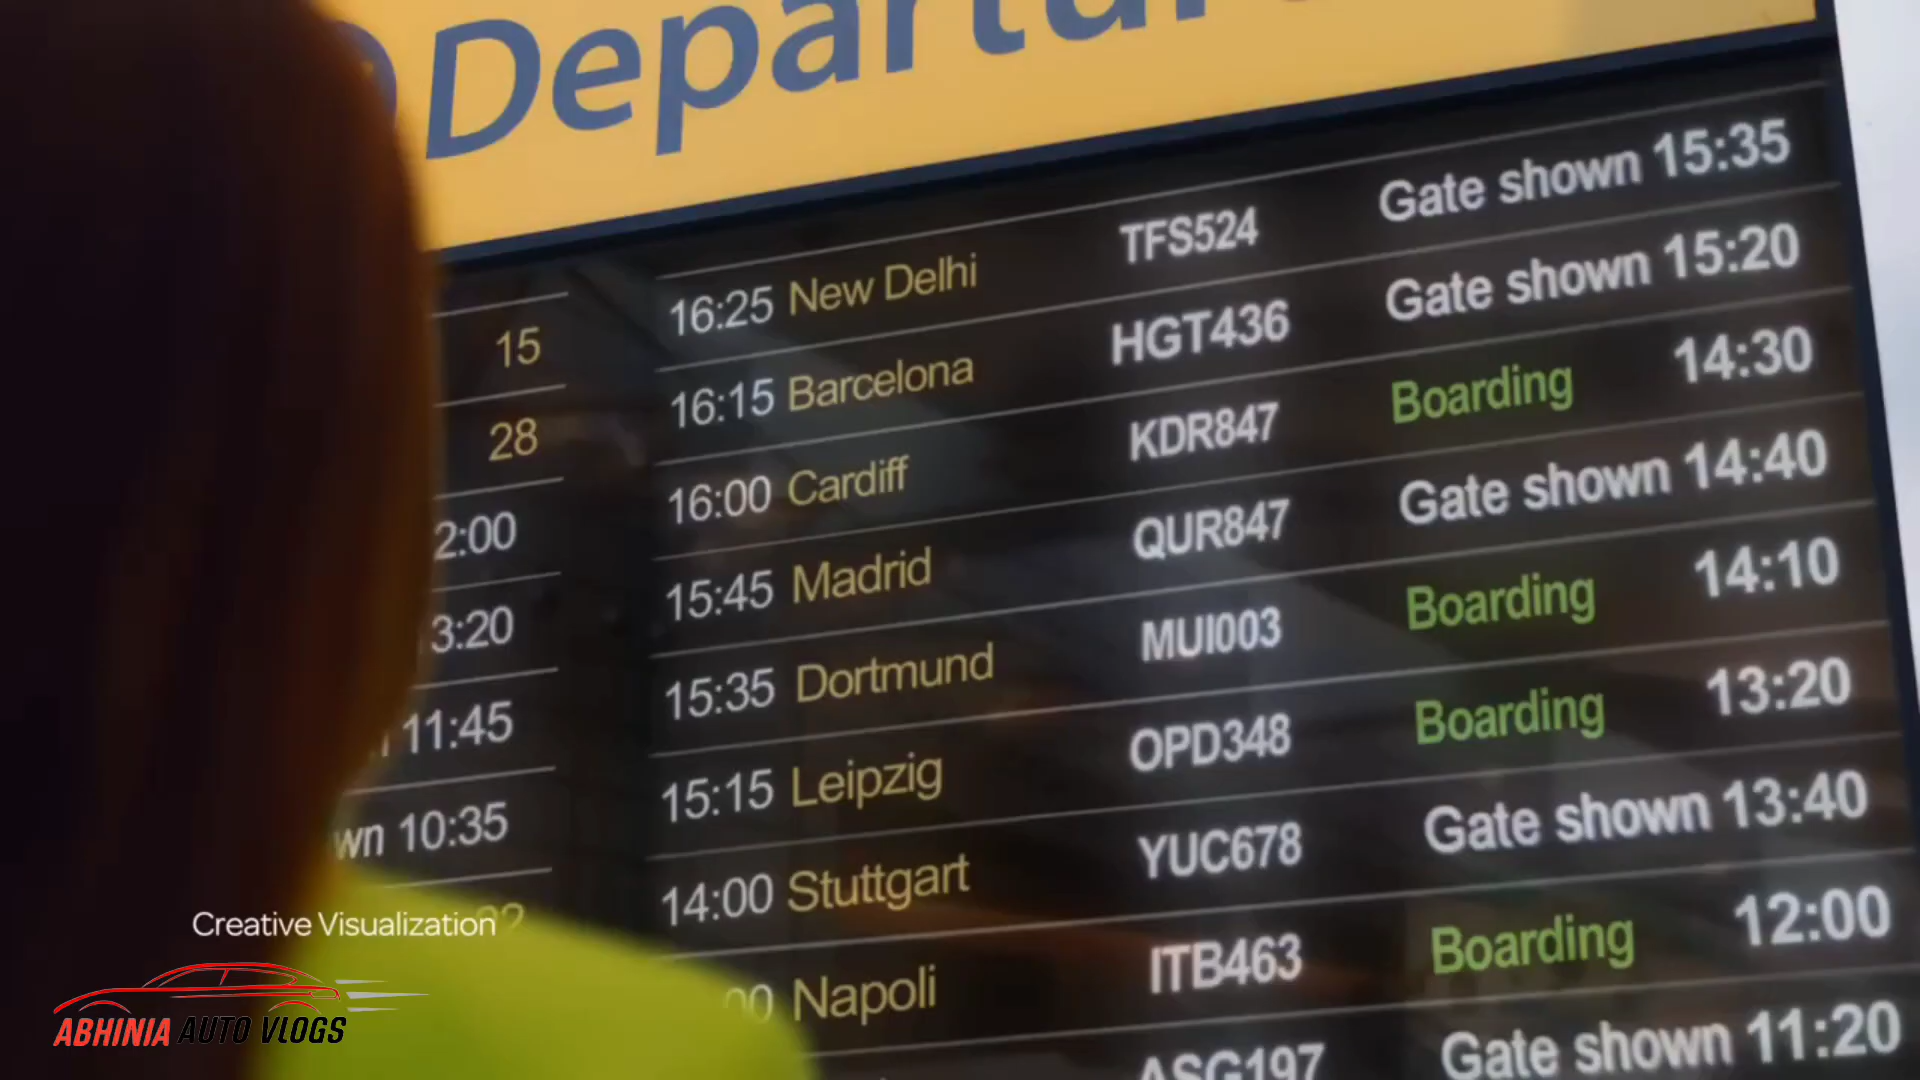 Departur
15
28
2:00
3:20
11:45
wn 10:35
16:25 New Delhi TFS524 Gate shown 15:35
16:15 Barcelona HGT436 Gate shown 15:20
16:00 Cardiff KDR847 Boarding 14:30
15:45 Madrid QUR847 Gate shown 14:40
15:35 Dortmund MUI003 Boarding 14:10
15:15 Leipzig OPD348 Boarding 13:20
14:00 Stuttgart YUC678 Gate shown 13:40
00 Napoli ITB463 Boarding 12:00
ASG197 Gate shown 11:20
Creative Visualization
ABHINIA AUTO VLOGS